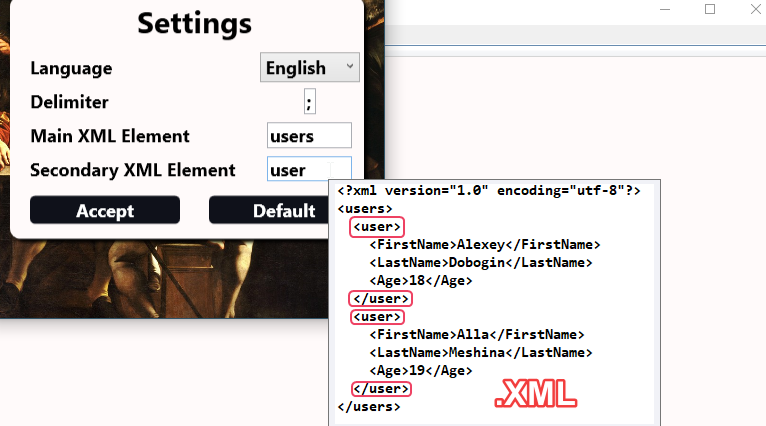 Settings
Language English
Delimiter ;
Main XML Element users
Secondary XML Element user
Accept Default
<?xml version="1.0" encoding="utf-8"?>
<users>
<user>
<FirstName>Alexey</FirstName>
<LastName>Dobogin</LastName>
<Age>18</Age>
</user>
<user>
<FirstName>Alla</FirstName>
<LastName>Meshina</LastName>
<Age>19</Age>
</user>
</users>
.XML